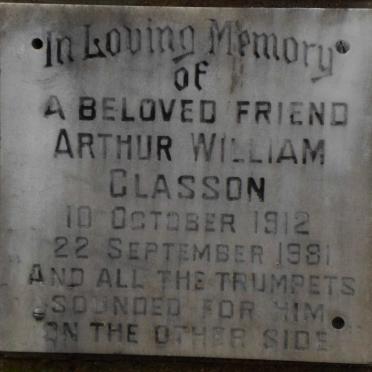 In Loving Memory
of
A BELOVED FRIEND
ARTHUR WILLIAM
GLASSON
10 OCTOBER 1912
22 SEPTEMBER 1981
AND ALL THE TRUMPETS
SOUNDED FOR HIM
ON THE OTHER SIDE